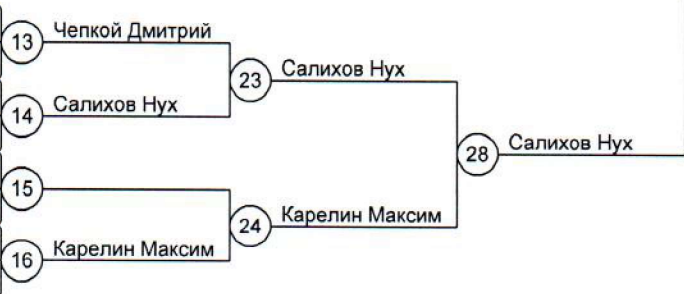 13 Чепкой Дмитрий
23 Салихов Нух
14 Салихов Нух
28 Салихов Нух
15
24 Карелин Максим
16 Карелин Максим